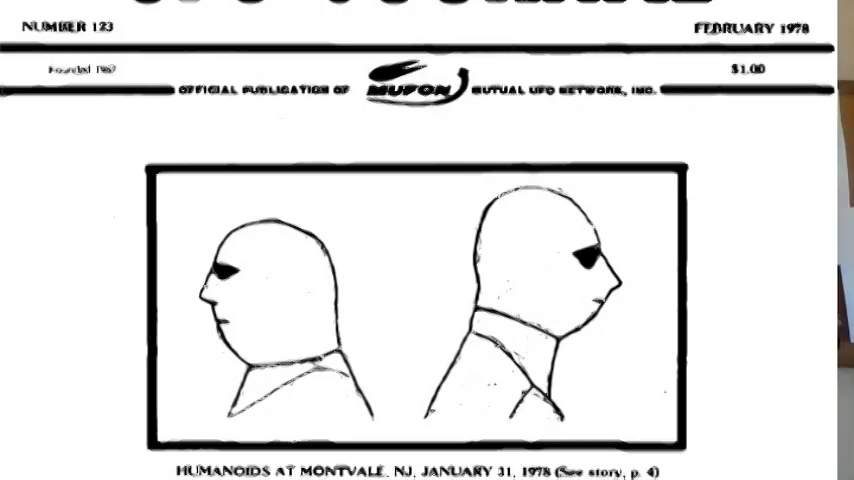 NUMBER 123
FEBRUARY 1978
Founded 1967
$1.00
OFFICIAL PUBLICATION OF MUFON MUTUAL UFO NETWORK, INC.
HUMANOIDS AT MONTVALE, NJ, JANUARY 31, 1978 (See story, p. 4)